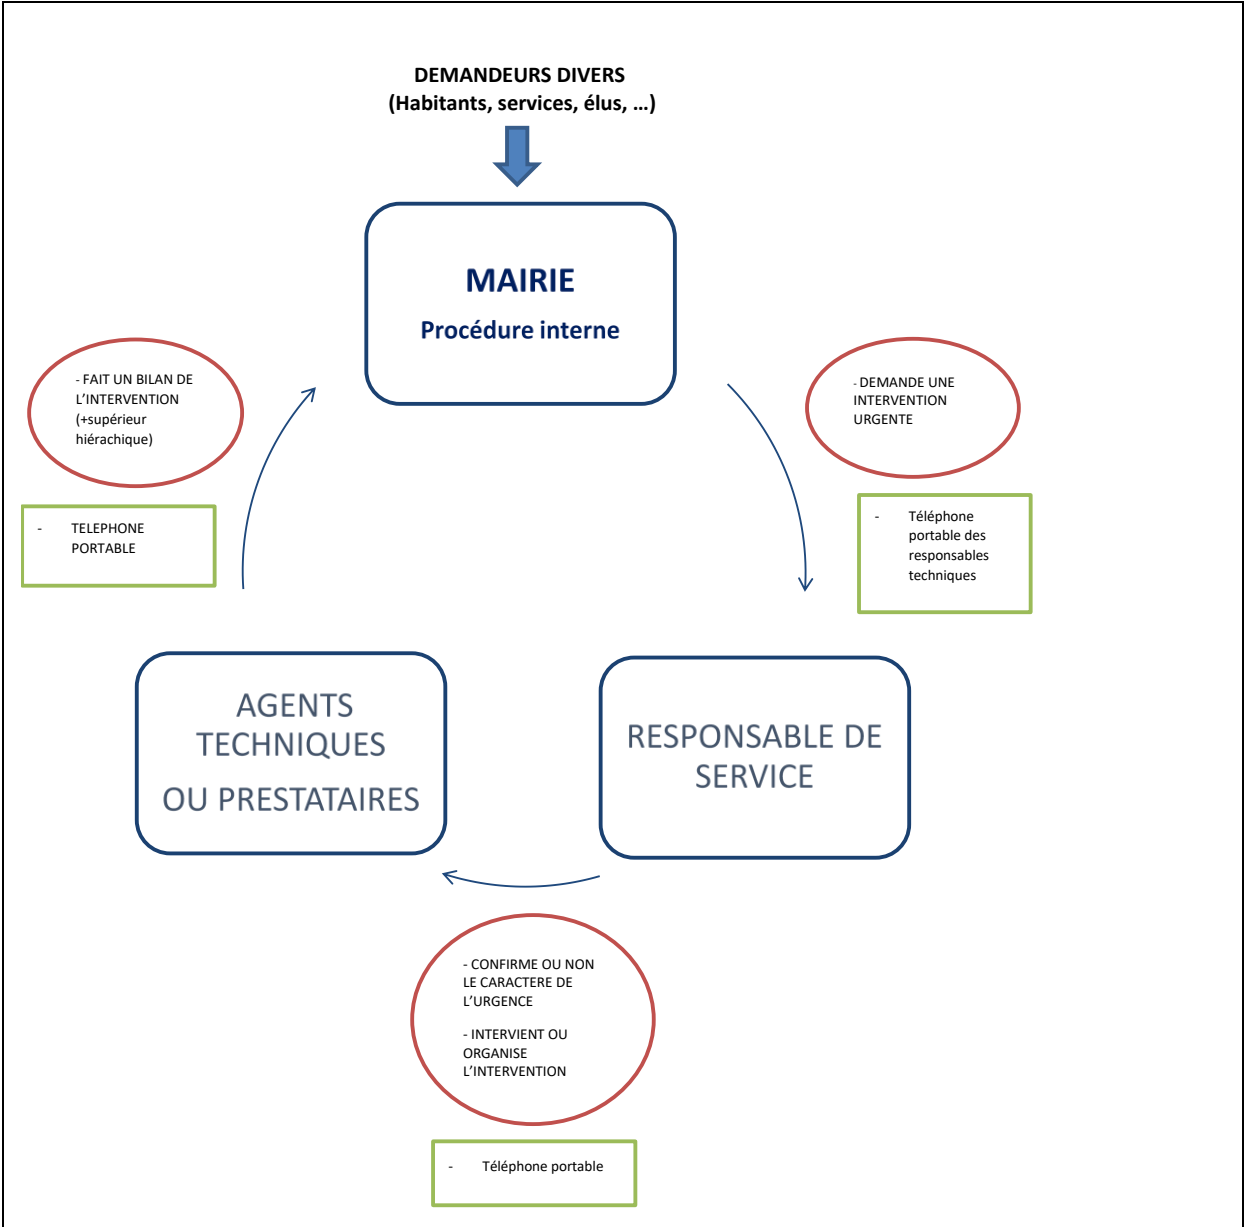 DEMANDEURS DIVERS
(Habitants, services, élus, …)
MAIRIE
Procédure interne
- FAIT UN BILAN DE
L’INTERVENTION
(+supérieur
hiérachique)
- DEMANDE UNE
INTERVENTION
URGENTE
- TELEPHONE
PORTABLE
- Téléphone
portable des
responsables
techniques
AGENTS
TECHNIQUES
OU PRESTATAIRES
RESPONSABLE DE
SERVICE
- CONFIRME OU NON
LE CARACTERE DE
L’URGENCE
- INTERVIENT OU
ORGANISE
L’INTERVENTION
- Téléphone portable